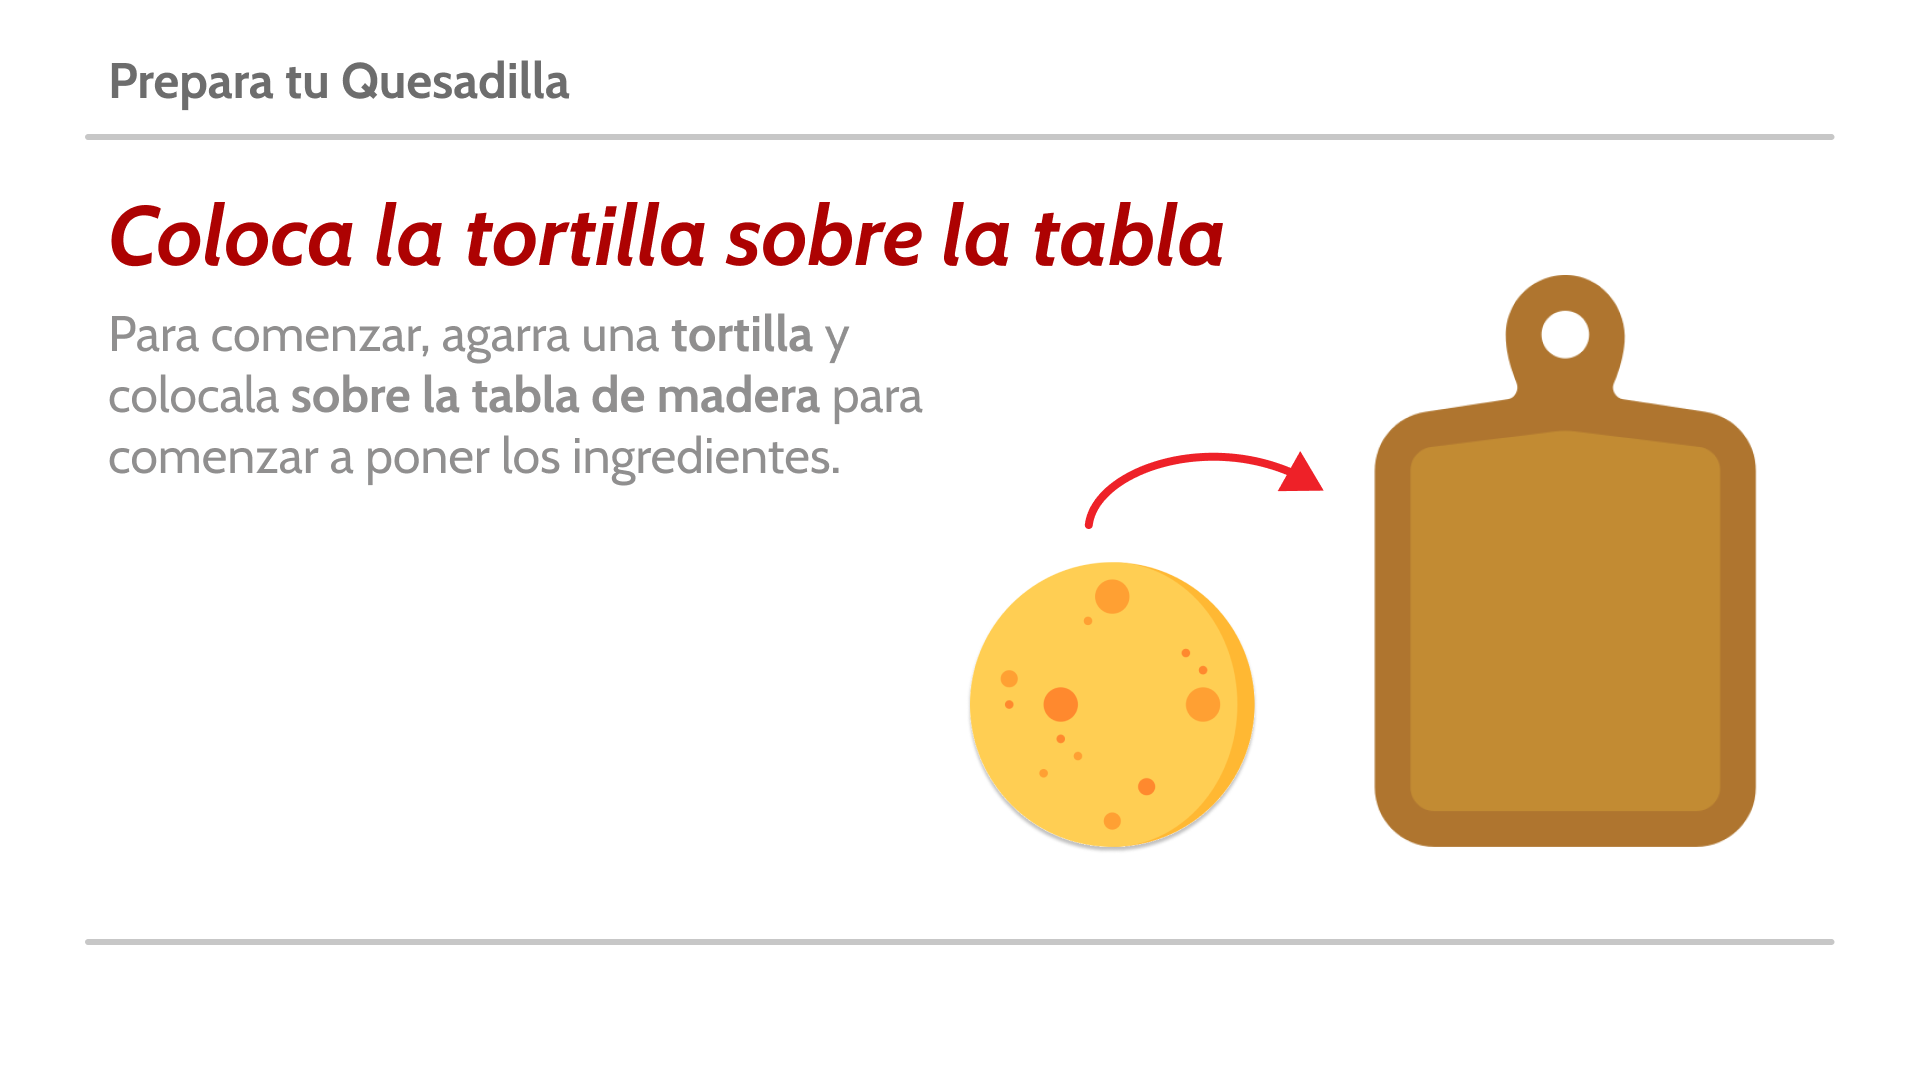 Prepara tu Quesadilla
Coloca la tortilla sobre la tabla
Para comenzar, agarra una tortilla y
colocala sobre la tabla de madera para
comenzar a poner los ingredientes.